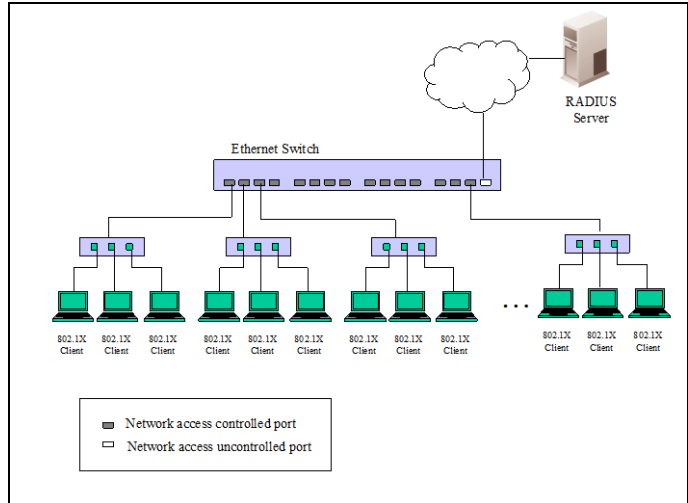 RADIUS
Server
Ethernet Switch
802.1X
Client
802.1X
Client
802.1X
Client
802.1X
Client
802.1X
Client
802.1X
Client
802.1X
Client
802.1X
Client
802.1X
Client
. . .
802.1X
Client
802.1X
Client
802.1X
Client
Network access controlled port
Network access uncontrolled port